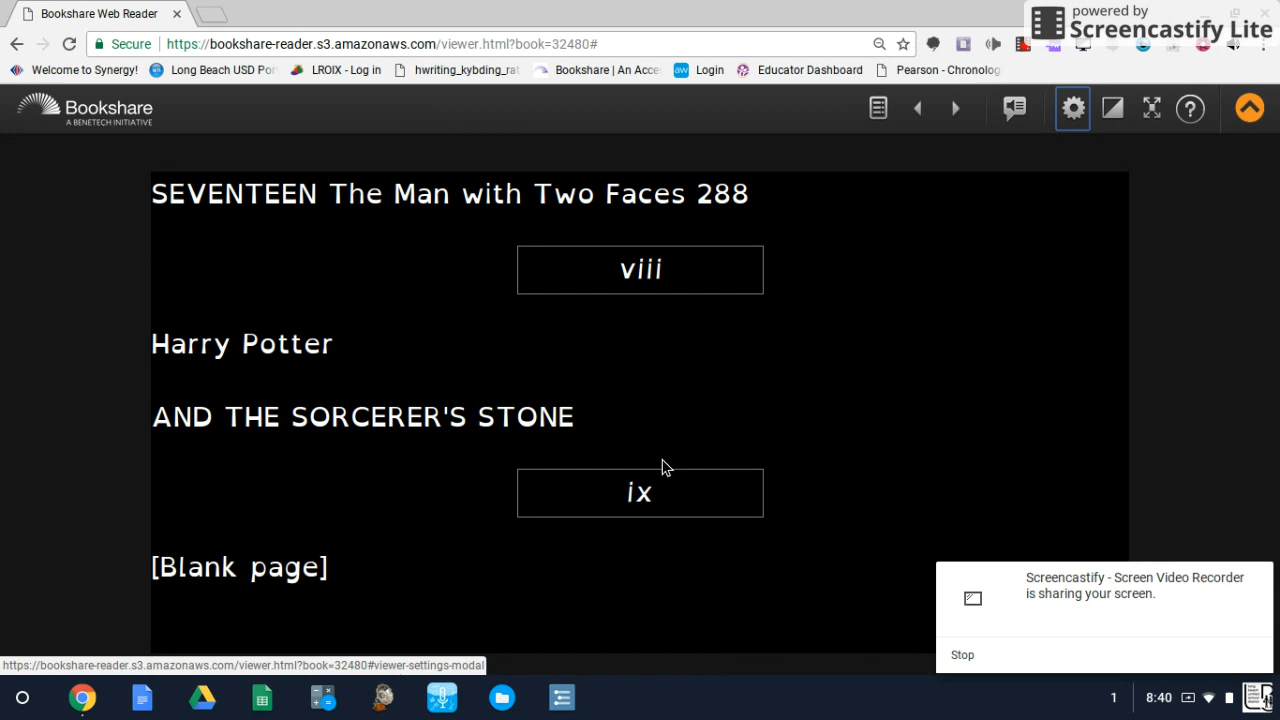 Bookshare Web Reader
powered by
Screencastify Lite
Secure https://bookshare-reader.s3.amazonaws.com/viewer.html?book=32480#
Welcome to Synergy! Long Beach USD Por LROIX - Log in hwriting_kybding_rat Bookshare | An Acce aw Login Educator Dashboard Pearson - Chronolog
Bookshare
A BENETECH INITIATIVE
SEVENTEEN The Man with Two Faces 288
viii
Harry Potter
AND THE SORCERER'S STONE
ix
[Blank page]
Screencastify - Screen Video Recorder
is sharing your screen.
Stop
https://bookshare-reader.s3.amazonaws.com/viewer.html?book=32480#viewer-settings-modal
1 8:40